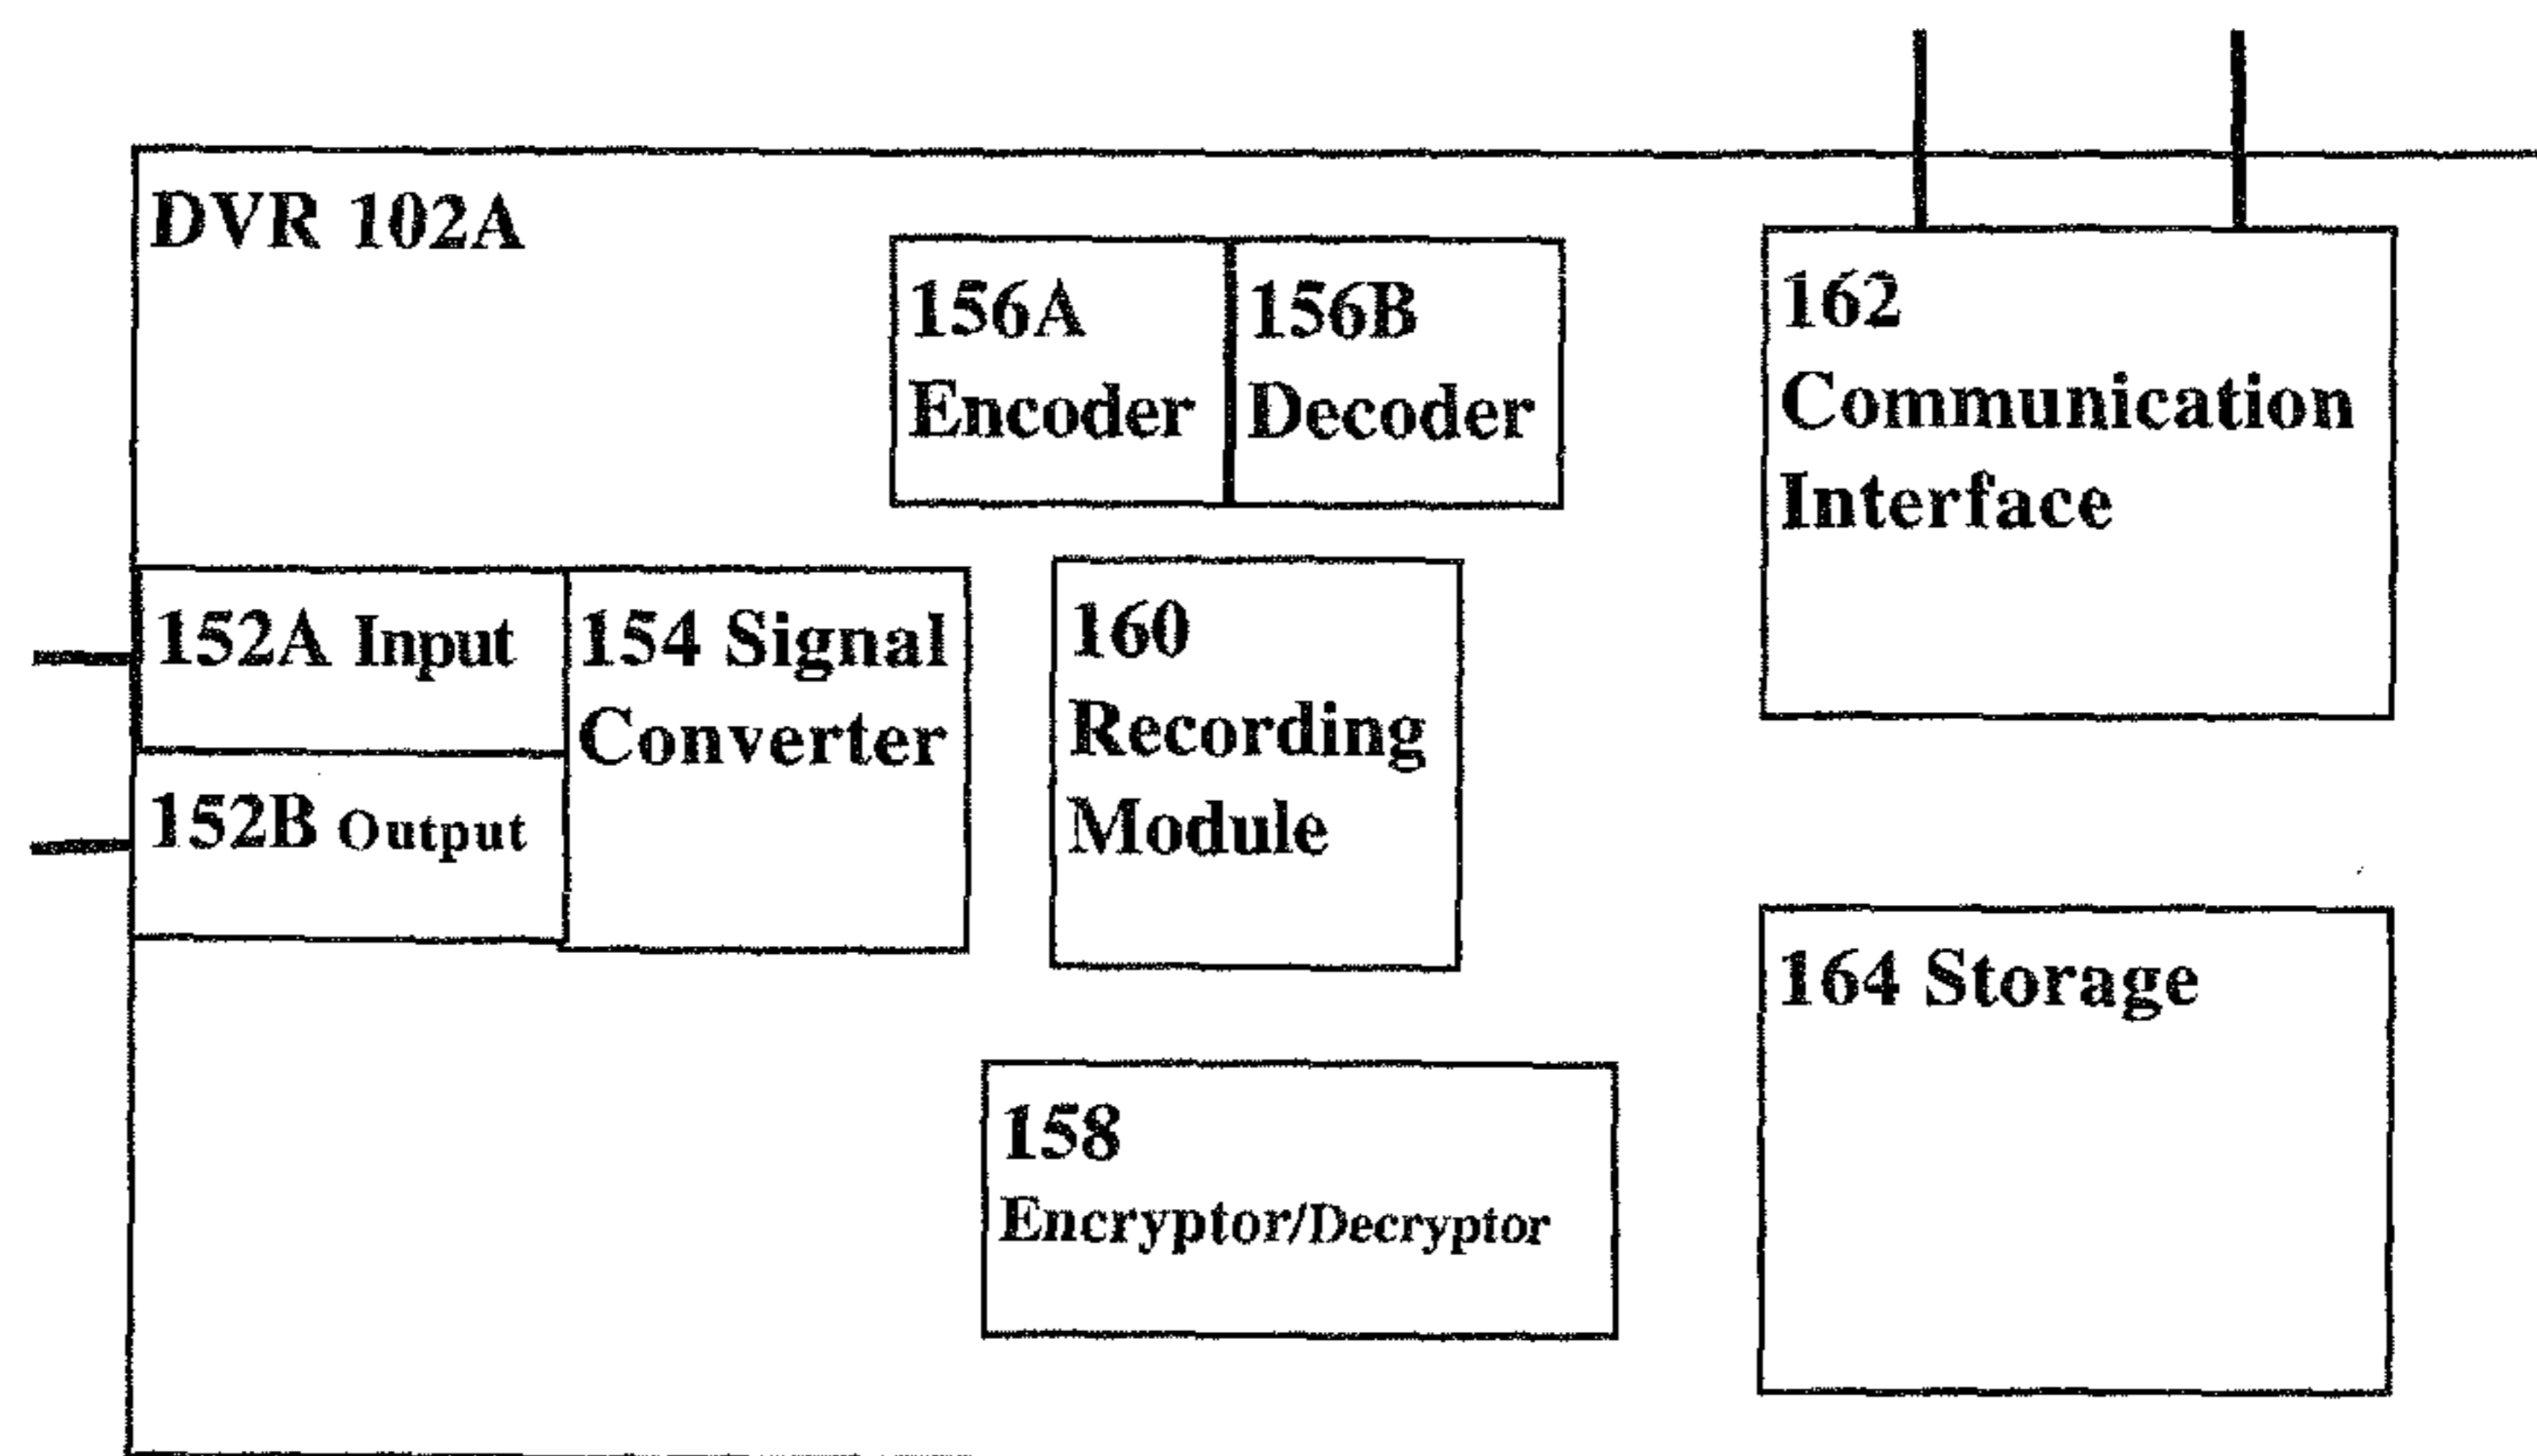 DVR 102A
156A
Encoder
156B
Decoder
162
Communication
Interface
152A Input
154 Signal
Converter
152B Output
160
Recording
Module
164 Storage
158
Encryptor/Decryptor